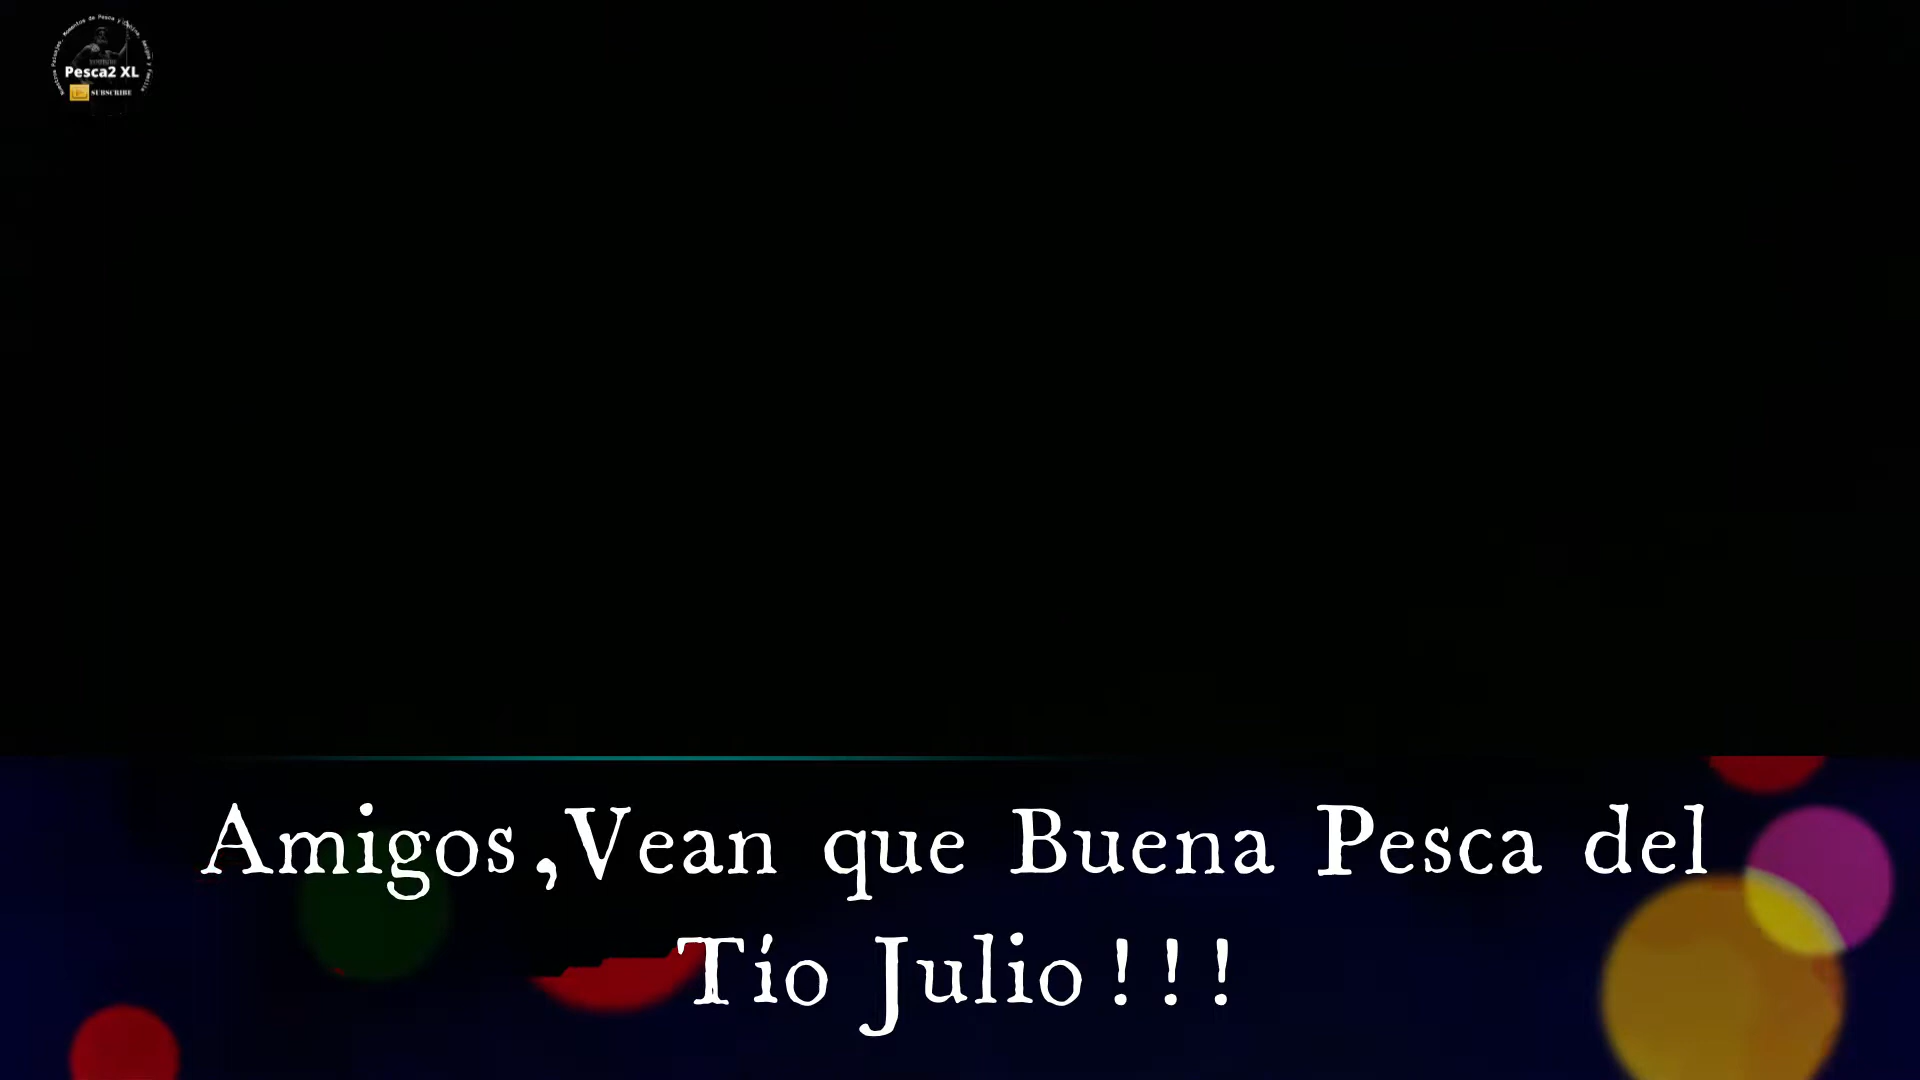 Pesca2 XL
SUBSCRIBE
Amigos,Vean que Buena Pesca del
Tío Julio!!!